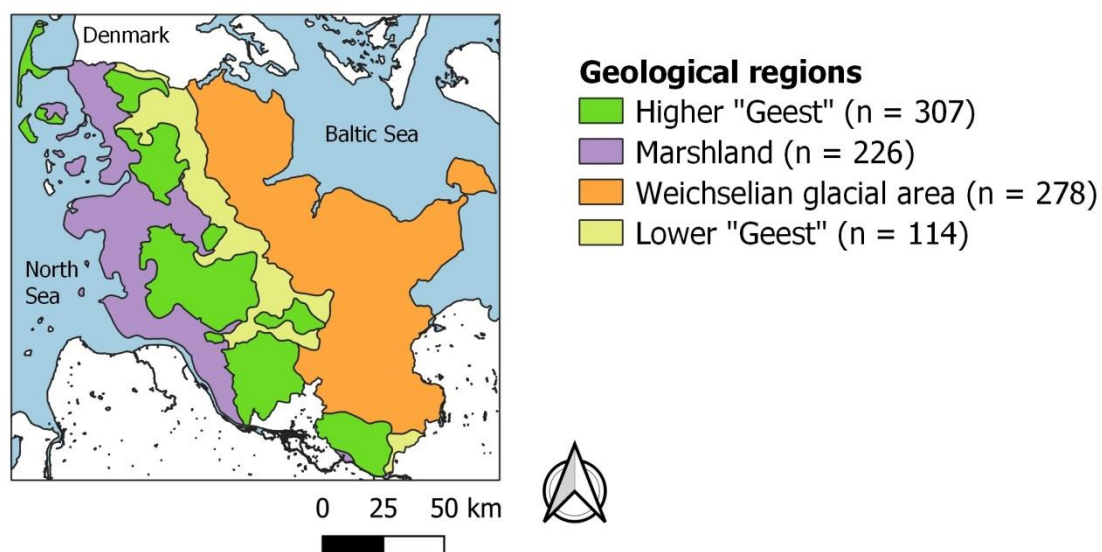 Denmark
Baltic Sea
North
Sea
Geological regions
Higher "Geest" (n = 307)
Marshland (n = 226)
Weichselian glacial area (n = 278)
Lower "Geest" (n = 114)
0 25 50 km